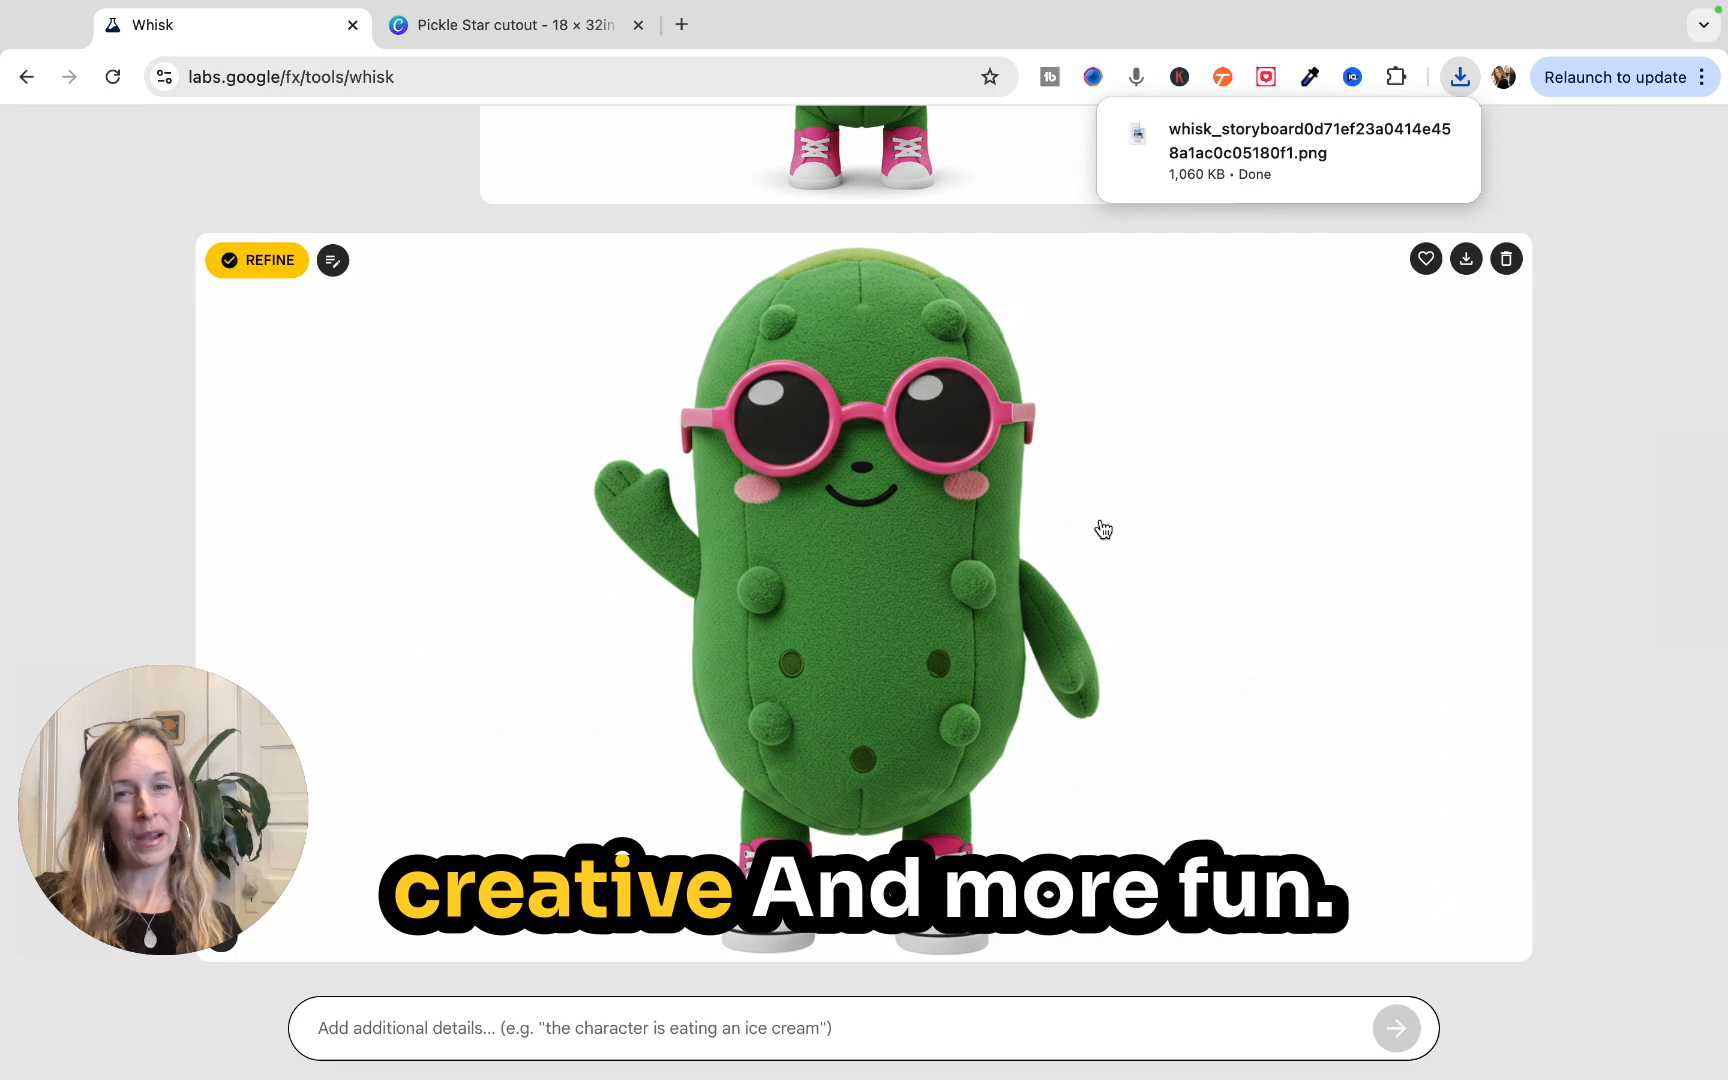 Whisk
Pickle Star cutout - 18 × 32in
labs.google/fx/tools/whisk
Relaunch to update
whisk_storyboard0d71ef23a0414e45
8a1ac0c05180f1.png
1,060 KB • Done
REFINE
creative And more fun.
Add additional details... (e.g. "the character is eating an ice cream")